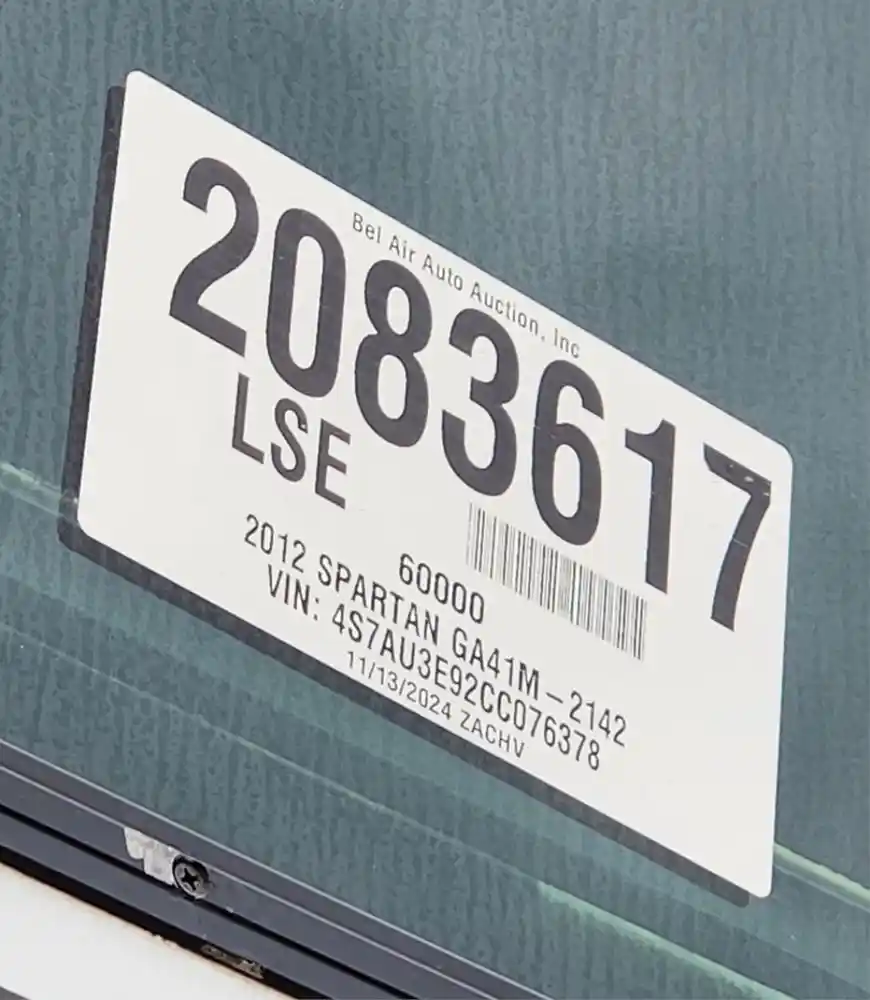 Bel Air Auto Auction, Inc
2083617
LSE
60000
2012 SPARTAN GA41M-2142
VIN: 4S7AU3E92CC076378
11/13/2024 ZACHV